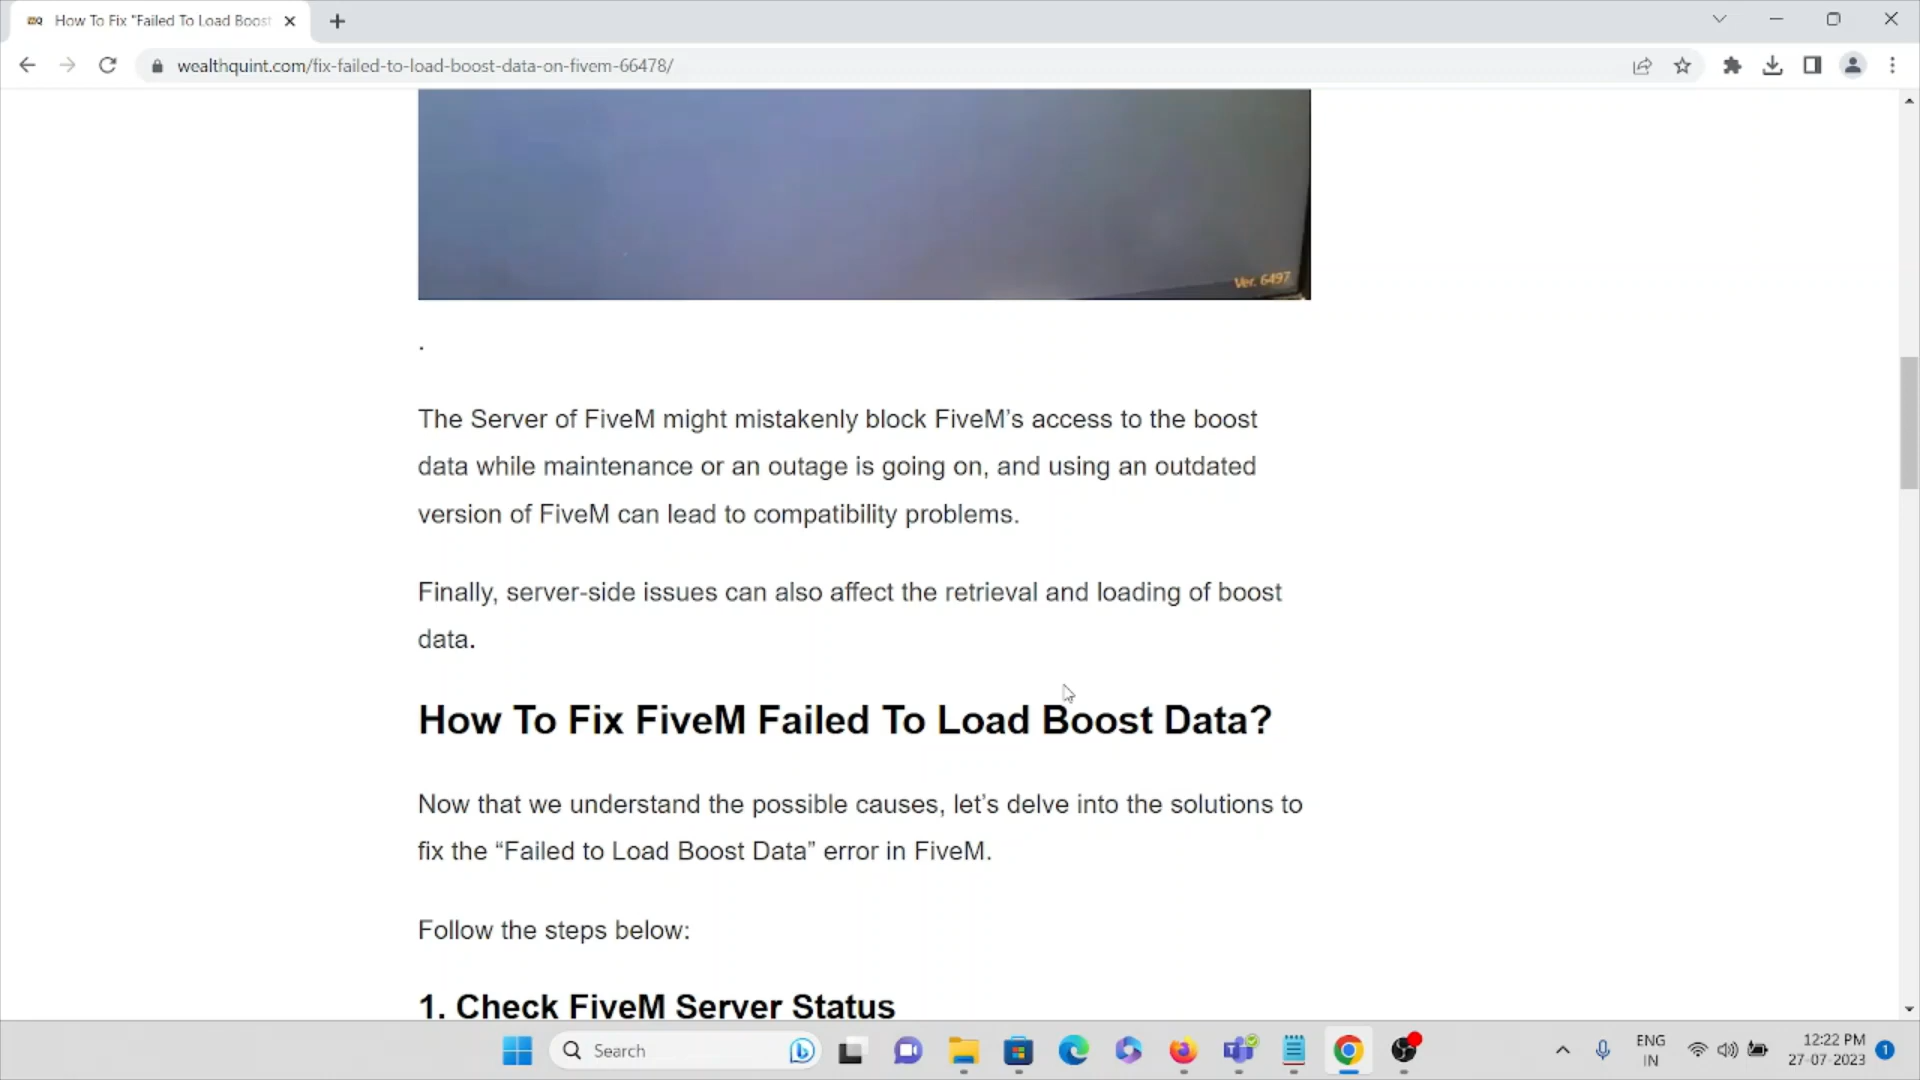 How To Fix "Failed To Load Boost
wealthquint.com/fix-failed-to-load-boost-data-on-fivem-66478/
Ver. 6497
.
The Server of FiveM might mistakenly block FiveM’s access to the boost
data while maintenance or an outage is going on, and using an outdated
version of FiveM can lead to compatibility problems.
Finally, server-side issues can also affect the retrieval and loading of boost
data.
How To Fix FiveM Failed To Load Boost Data?
Now that we understand the possible causes, let’s delve into the solutions to
fix the “Failed to Load Boost Data” error in FiveM.
Follow the steps below:
1. Check FiveM Server Status
Search
ENG
IN
12:22 PM
27-07-2023
1